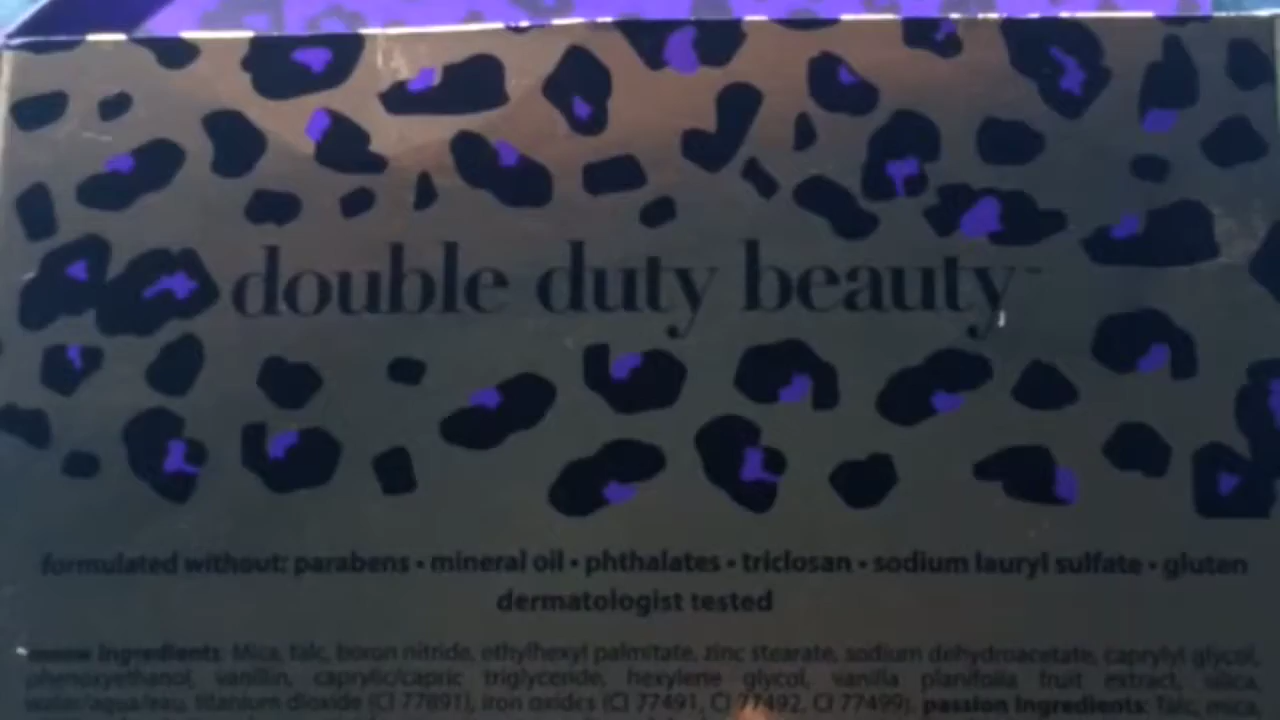 double duty beauty™
formulated without: parabens • mineral oil • phthalates • triclosan • sodium lauryl sulfate • gluten
dermatologist tested
Ingredients: Mica, talc, boron nitride, ethylhexyl palmitate, zinc stearate, sodium dehydroacetate, caprylyl glycol,
phenoxyethanol, vanillin, caprylic/capric triglyceride, hexylene glycol, vanilla planifolia fruit extract, silica,
water/aqua/eau, titanium dioxide (CI 77891), iron oxides (CI 77491, CI 77492, CI 77499). passion Ingredients: Talc, mica,